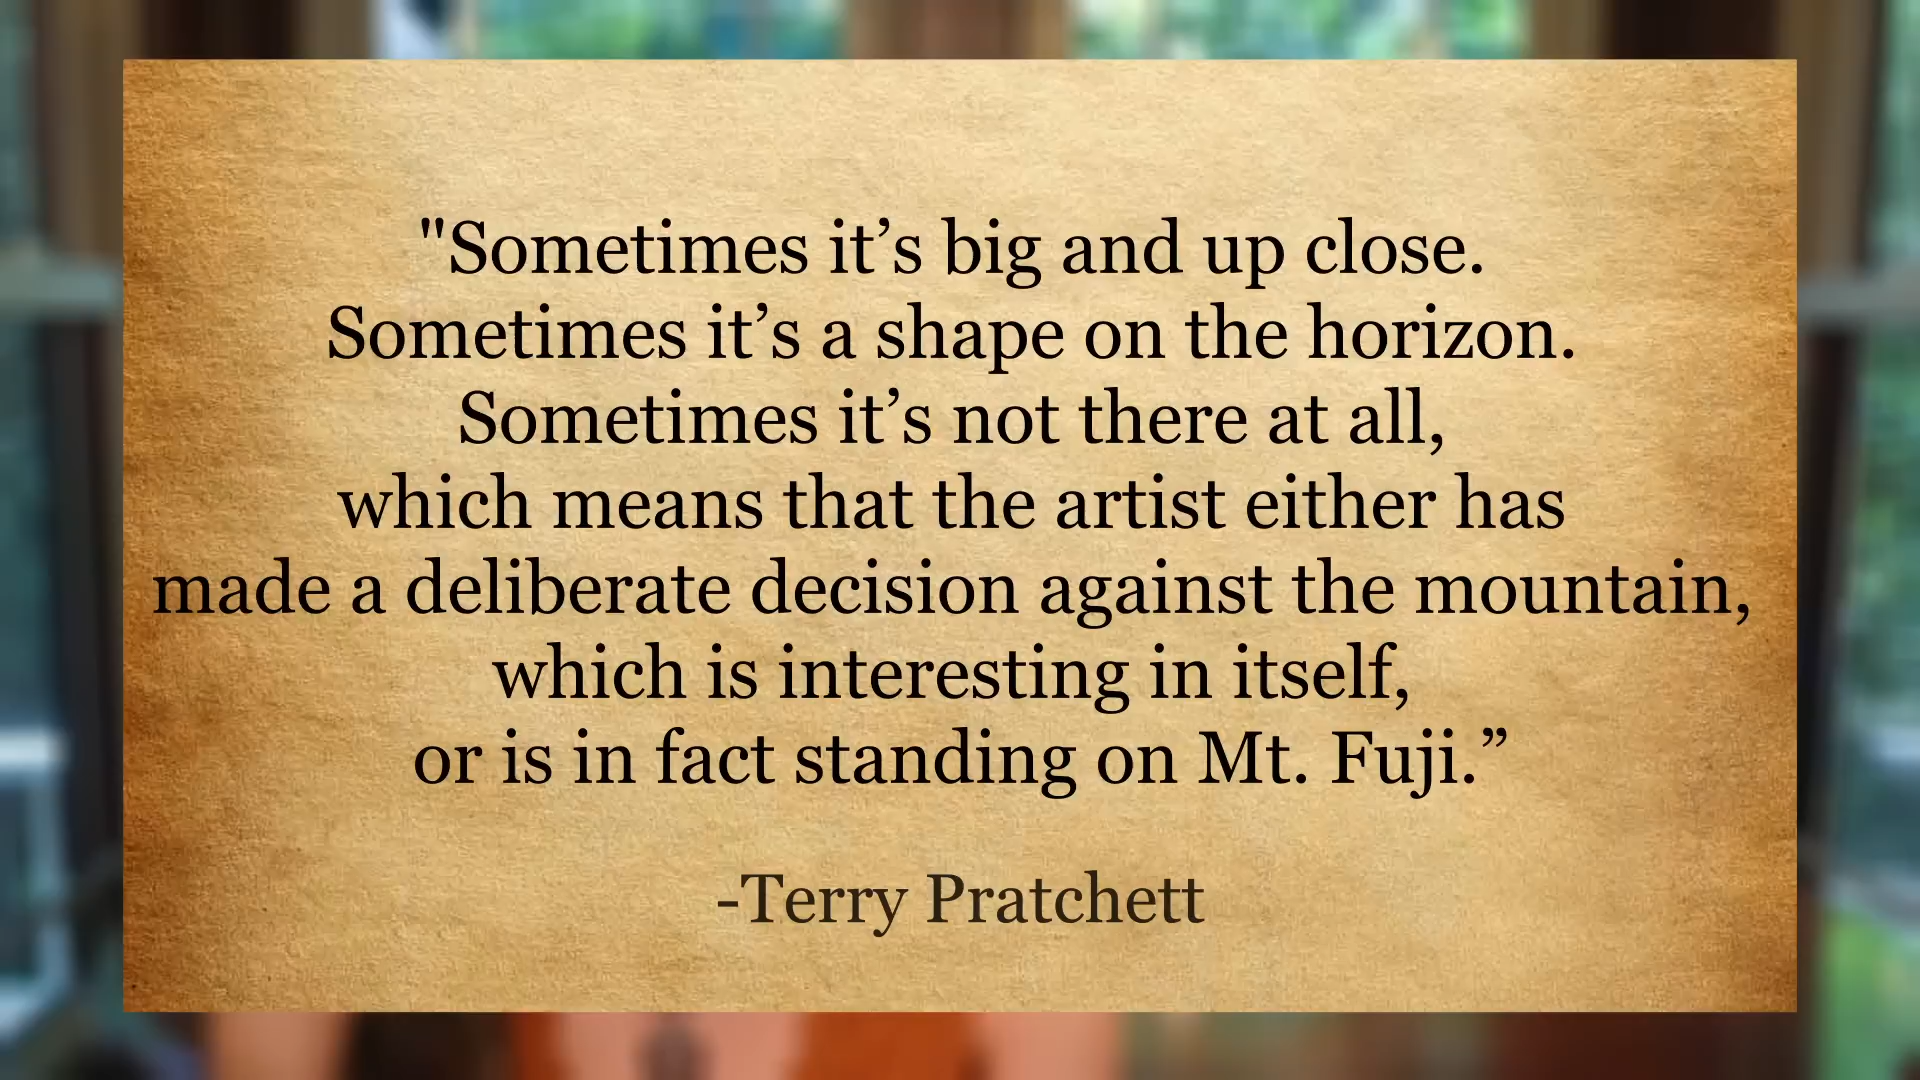 "Sometimes it’s big and up close.
Sometimes it’s a shape on the horizon.
Sometimes it’s not there at all,
which means that the artist either has
made a deliberate decision against the mountain,
which is interesting in itself,
or is in fact standing on Mt. Fuji.”
-Terry Pratchett